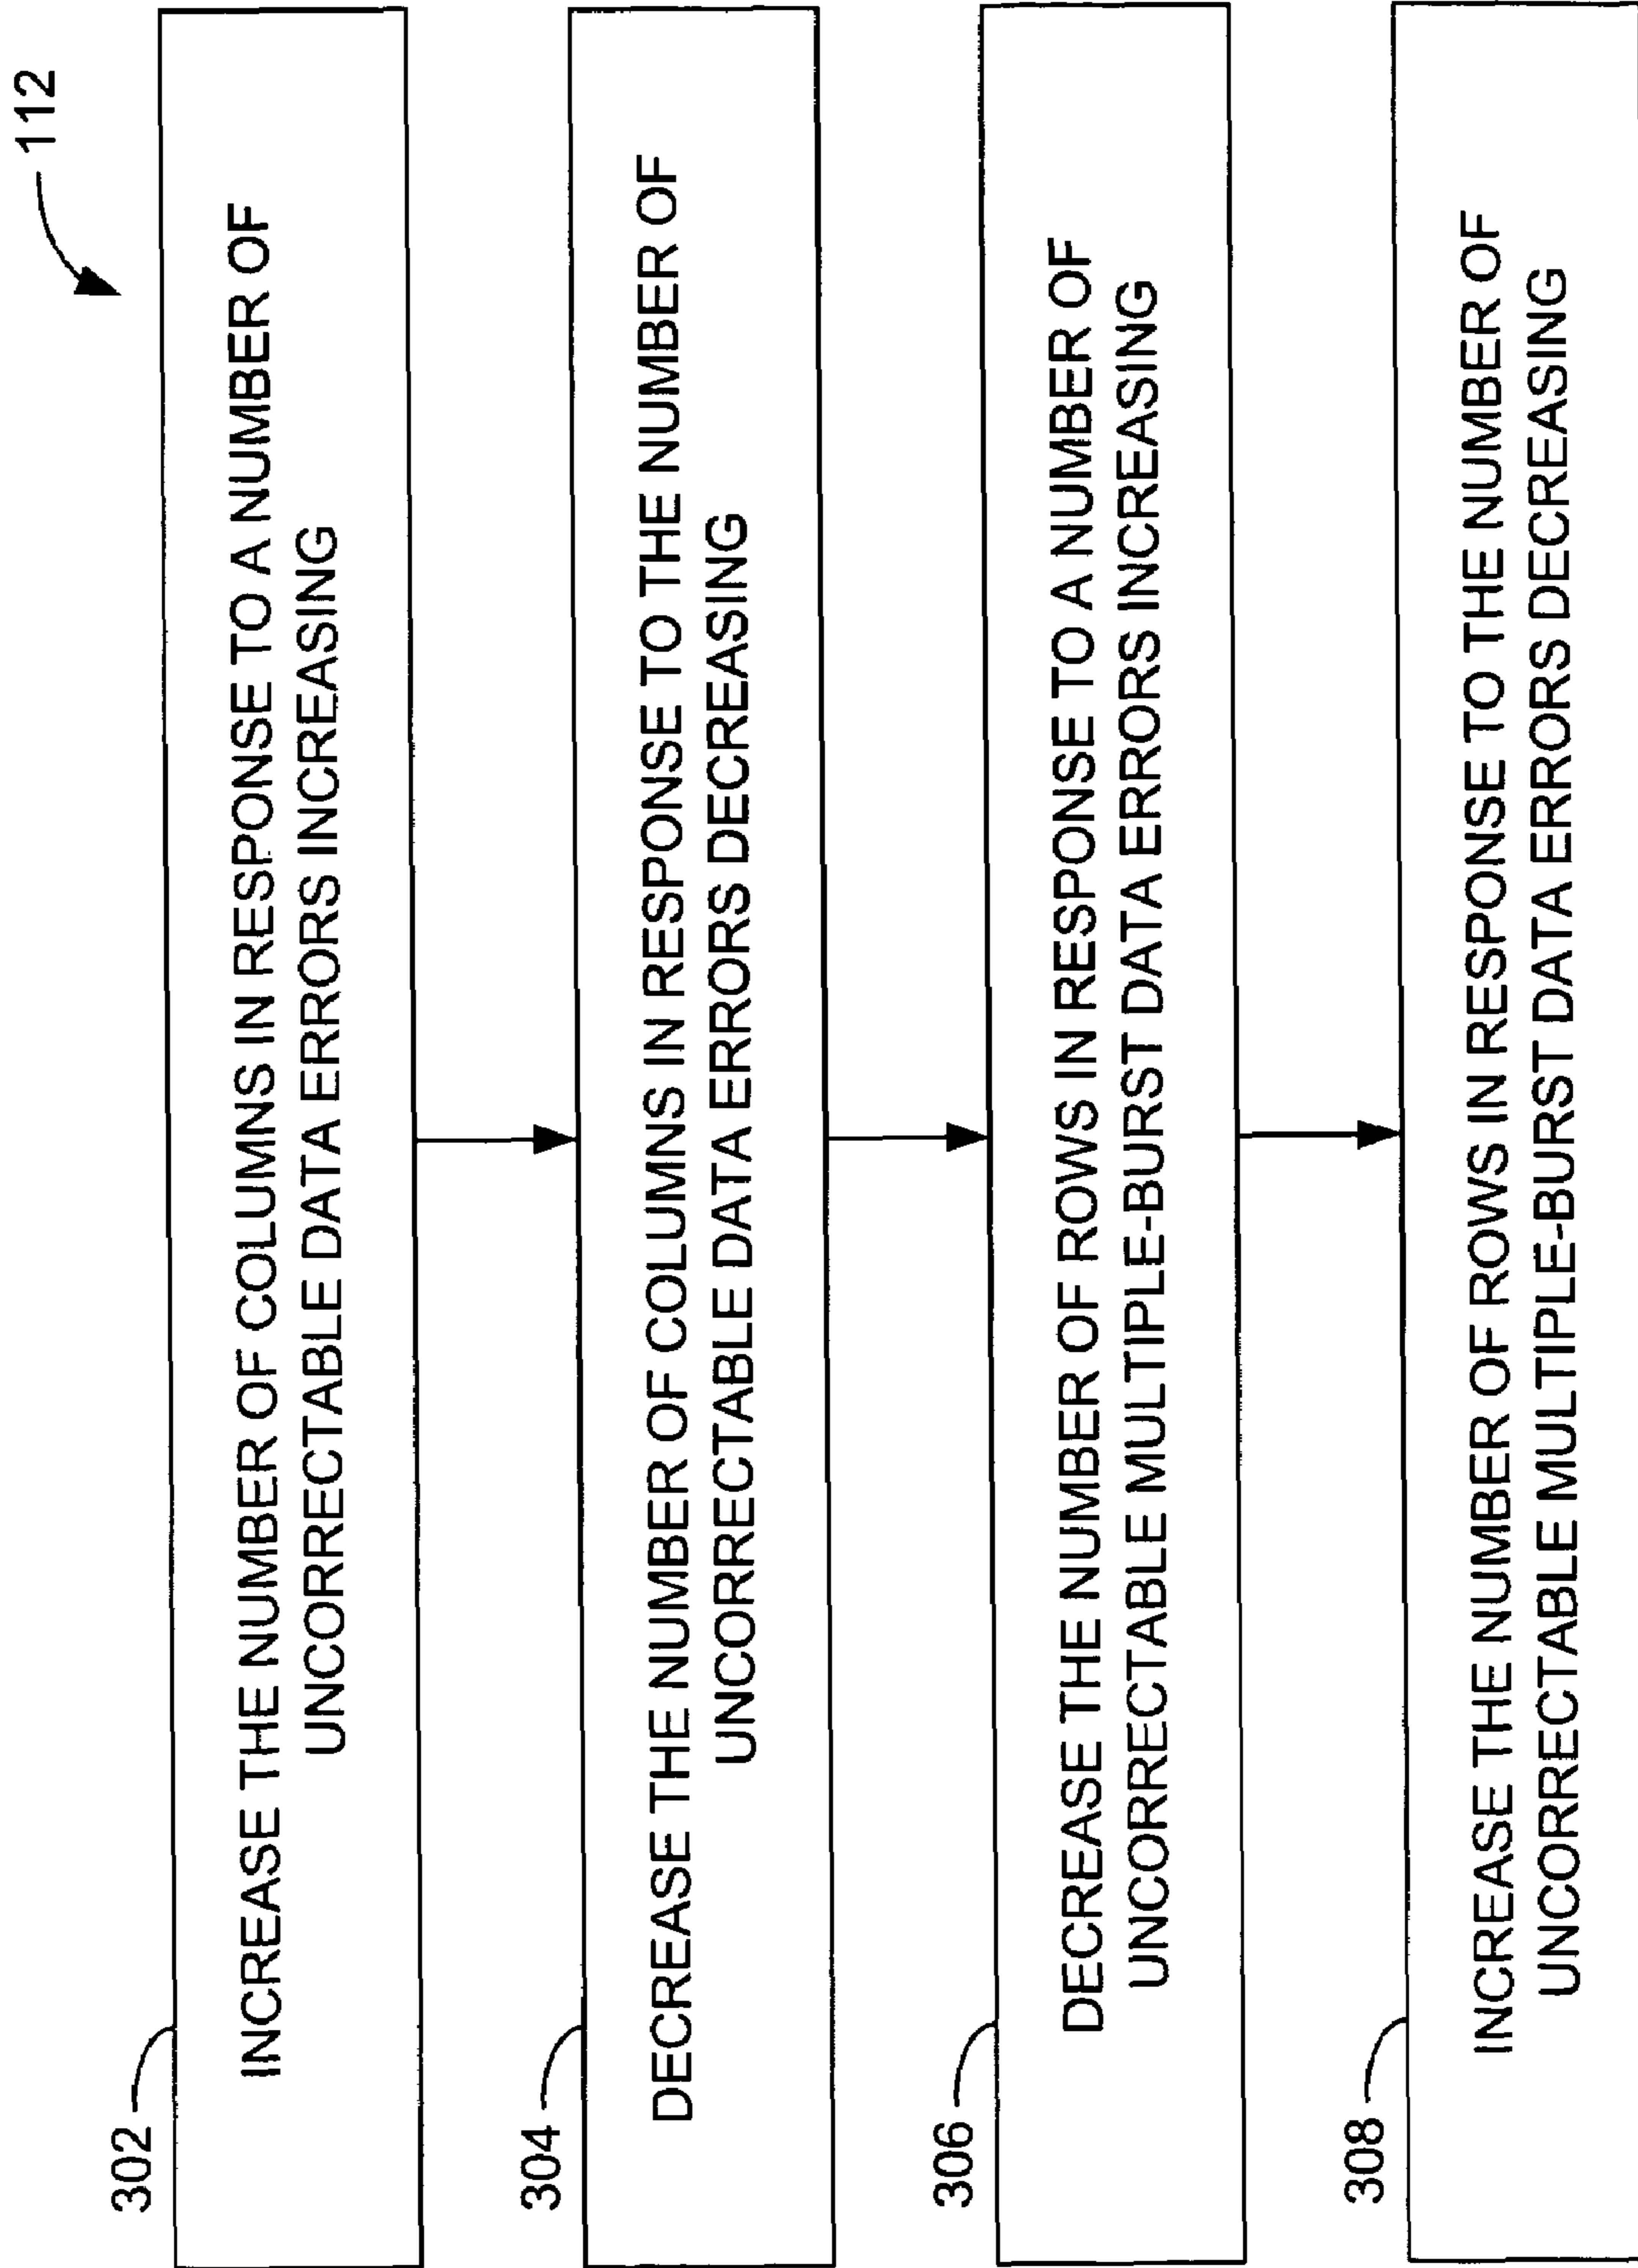 112
302
INCREASE THE NUMBER OF COLUMNS IN RESPONSE TO A NUMBER OF
UNCORRECTABLE DATA ERRORS INCREASING
304
DECREASE THE NUMBER OF COLUMNS IN RESPONSE TO THE NUMBER OF
UNCORRECTABLE DATA ERRORS DECREASING
306
DECREASE THE NUMBER OF ROWS IN RESPONSE TO A NUMBER OF
UNCORRECTABLE MULTIPLE-BURST DATA ERRORS INCREASING
308
INCREASE THE NUMBER OF ROWS IN RESPONSE TO THE NUMBER OF
UNCORRECTABLE MULTIPLE-BURST DATA ERRORS DECREASING